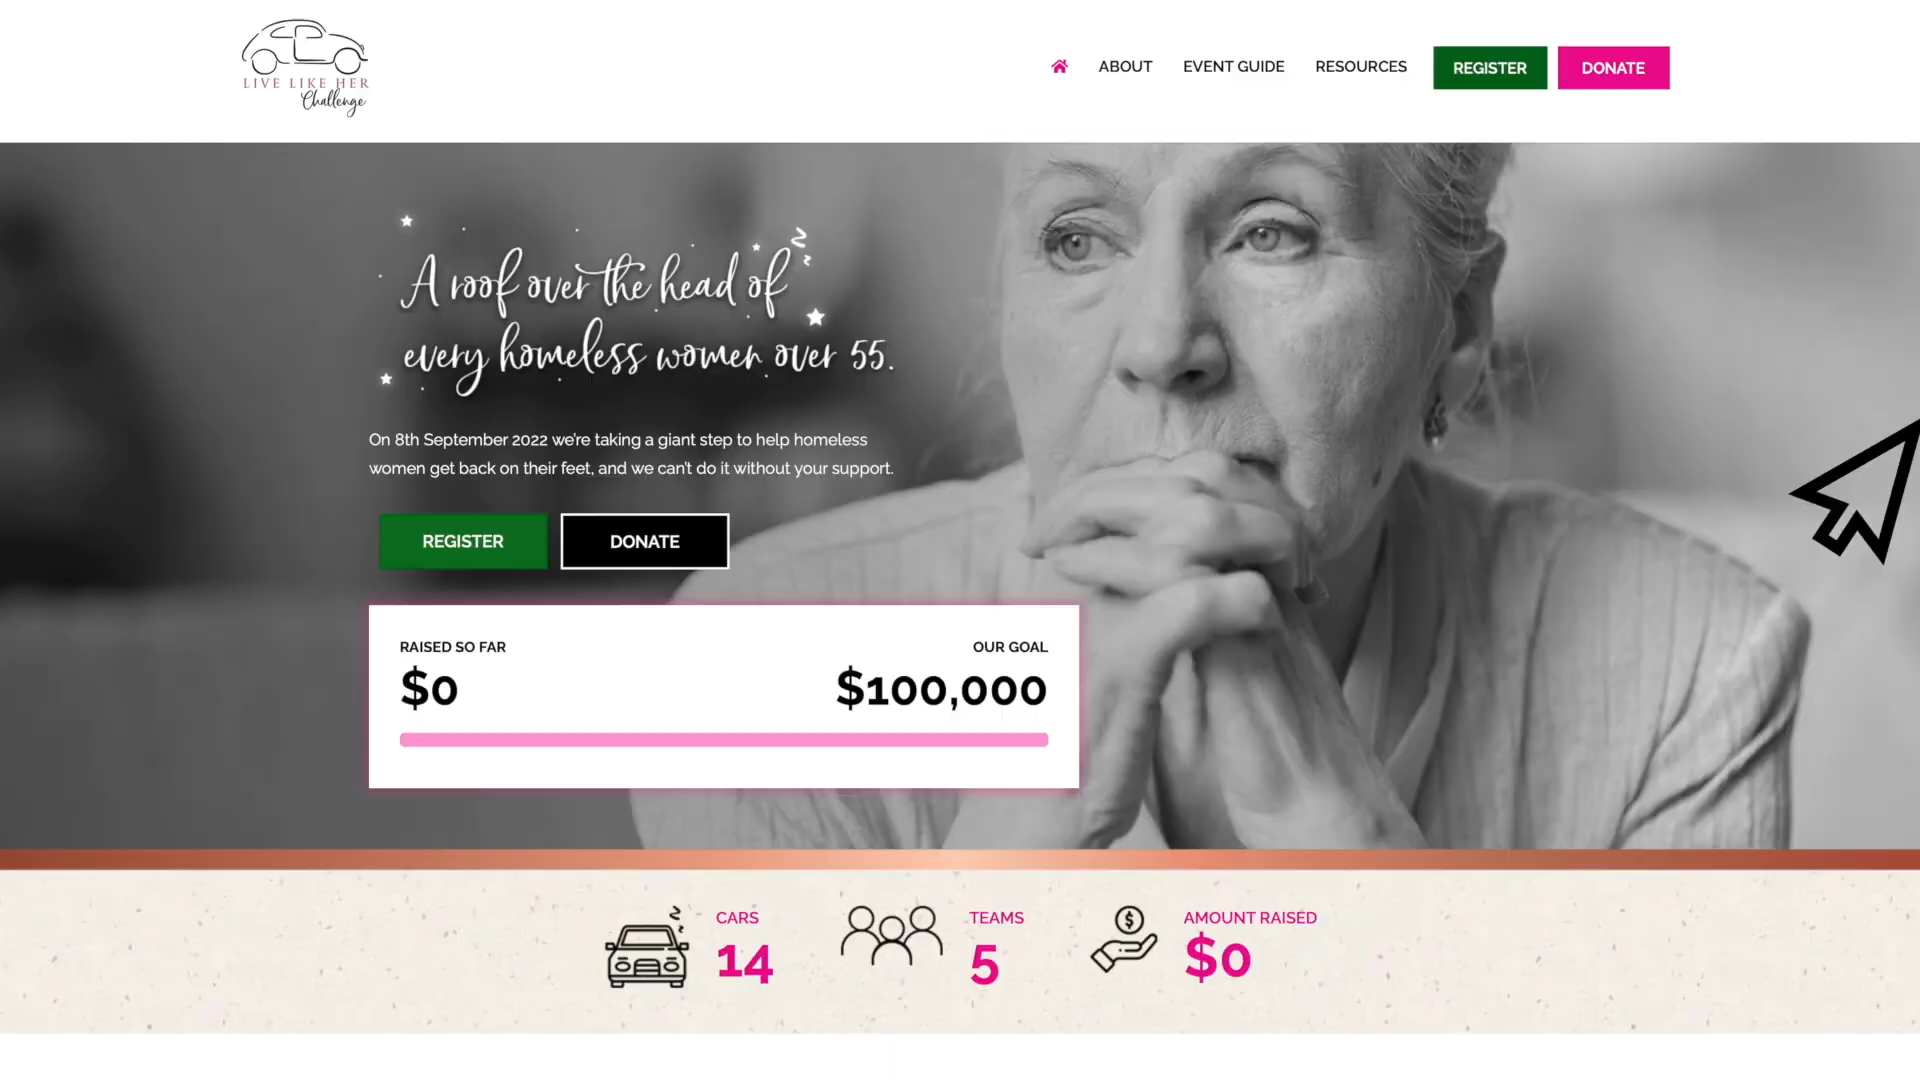 LIVE LIKE HER
Challenge
ABOUT
EVENT GUIDE
RESOURCES
REGISTER
DONATE
A roof over the head of
every homeless women over 55.
On 8th September 2022 we're taking a giant step to help homeless
women get back on their feet, and we can't do it without your support.
REGISTER
DONATE
RAISED SO FAR
$0
OUR GOAL
$100,000
CARS
14
TEAMS
5
AMOUNT RAISED
$0